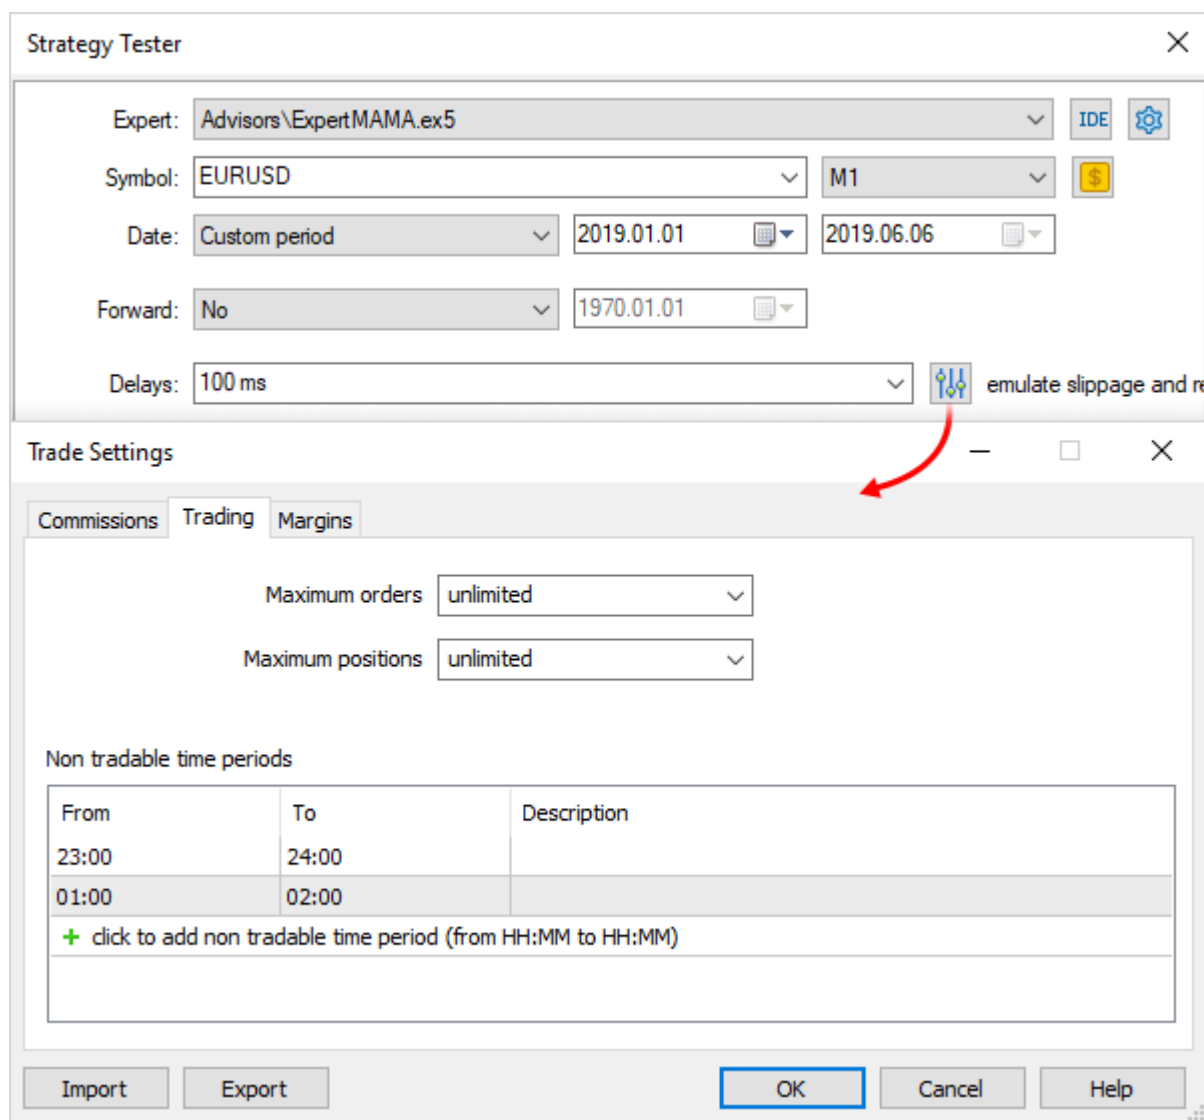 Strategy Tester
Expert: Advisors\ExpertMAMA.ex5 IDE
Symbol: EURUSD M1 $
Date: Custom period 2019.01.01 2019.06.06
Forward: No 1970.01.01
Delays: 100 ms emulate slippage and
Trade Settings
Commissions Trading Margins
Maximum orders unlimited
Maximum positions unlimited
Non tradable time periods
From To Description
23:00 24:00
01:00 02:00
+ click to add non tradable time period (from HH:MM to HH:MM)
Import Export OK Cancel Help